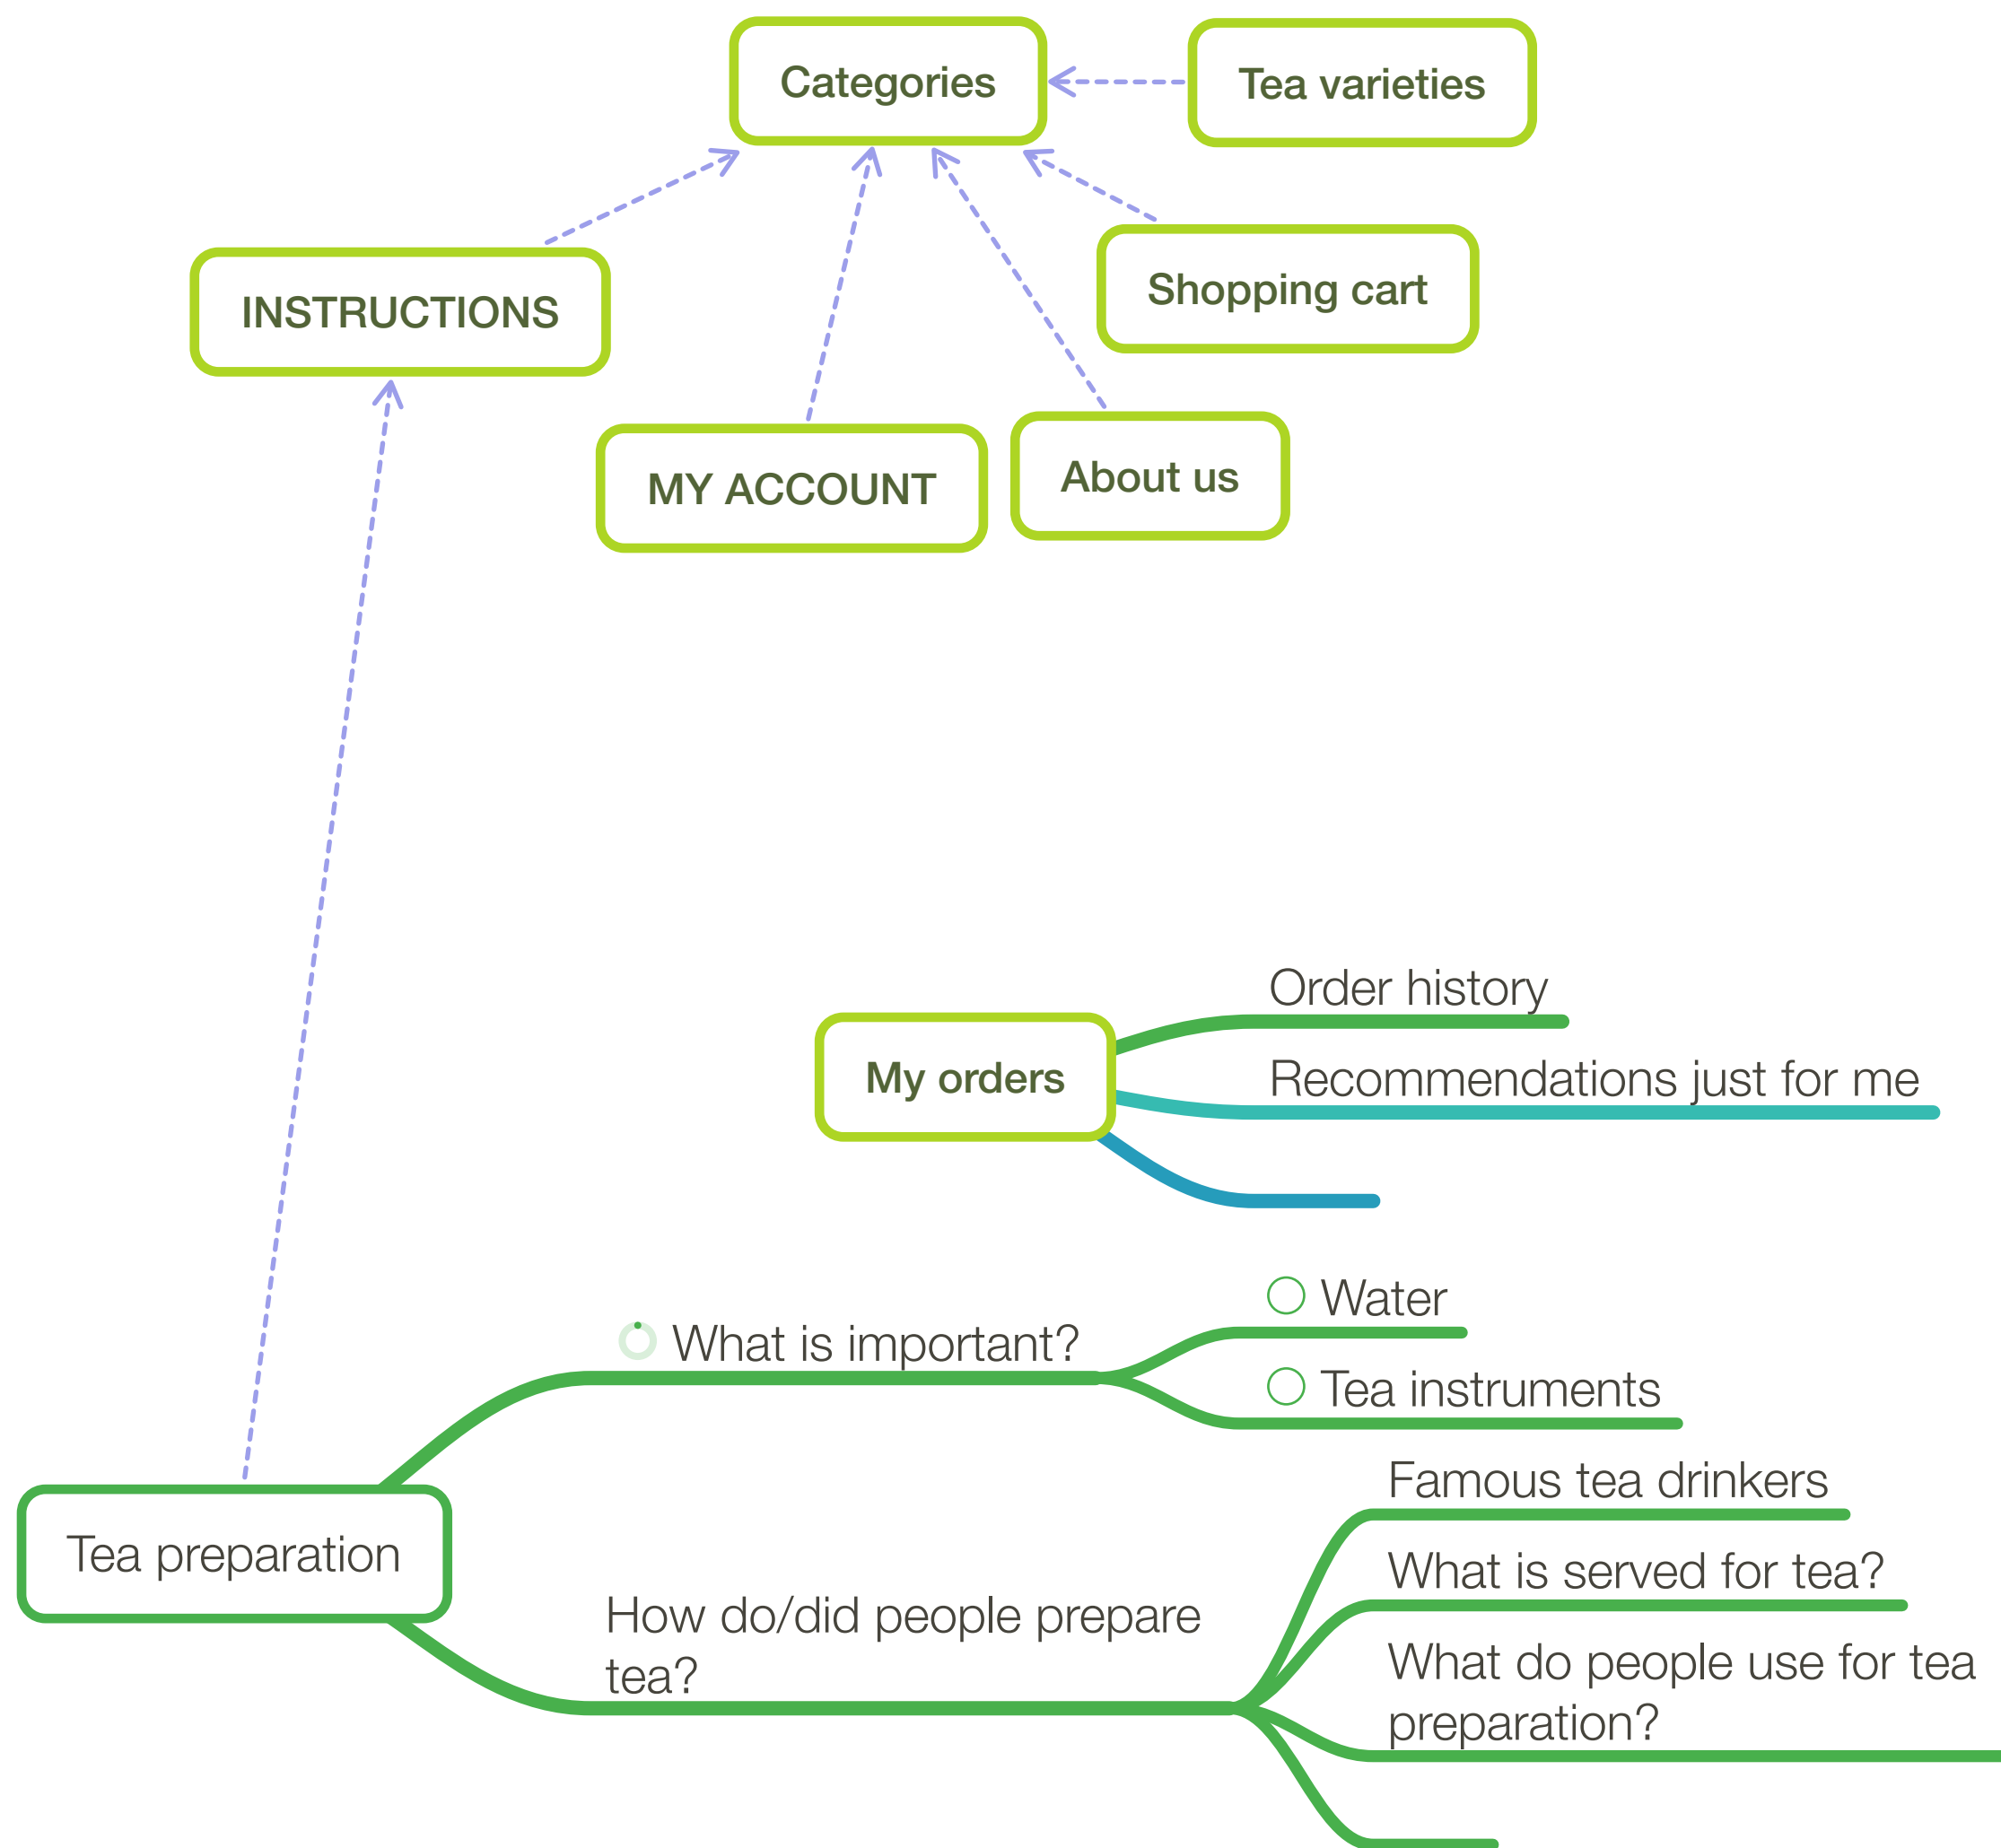 Categories
Tea varieties
INSTRUCTIONS
Shopping cart
MY ACCOUNT
About us
Order history
My orders
Recommendations just for me
Water
What is important?
Tea instruments
Famous tea drinkers
Tea preparation
What is served for tea?
How do/did people prepare
tea?
What do people use for tea
preparation?